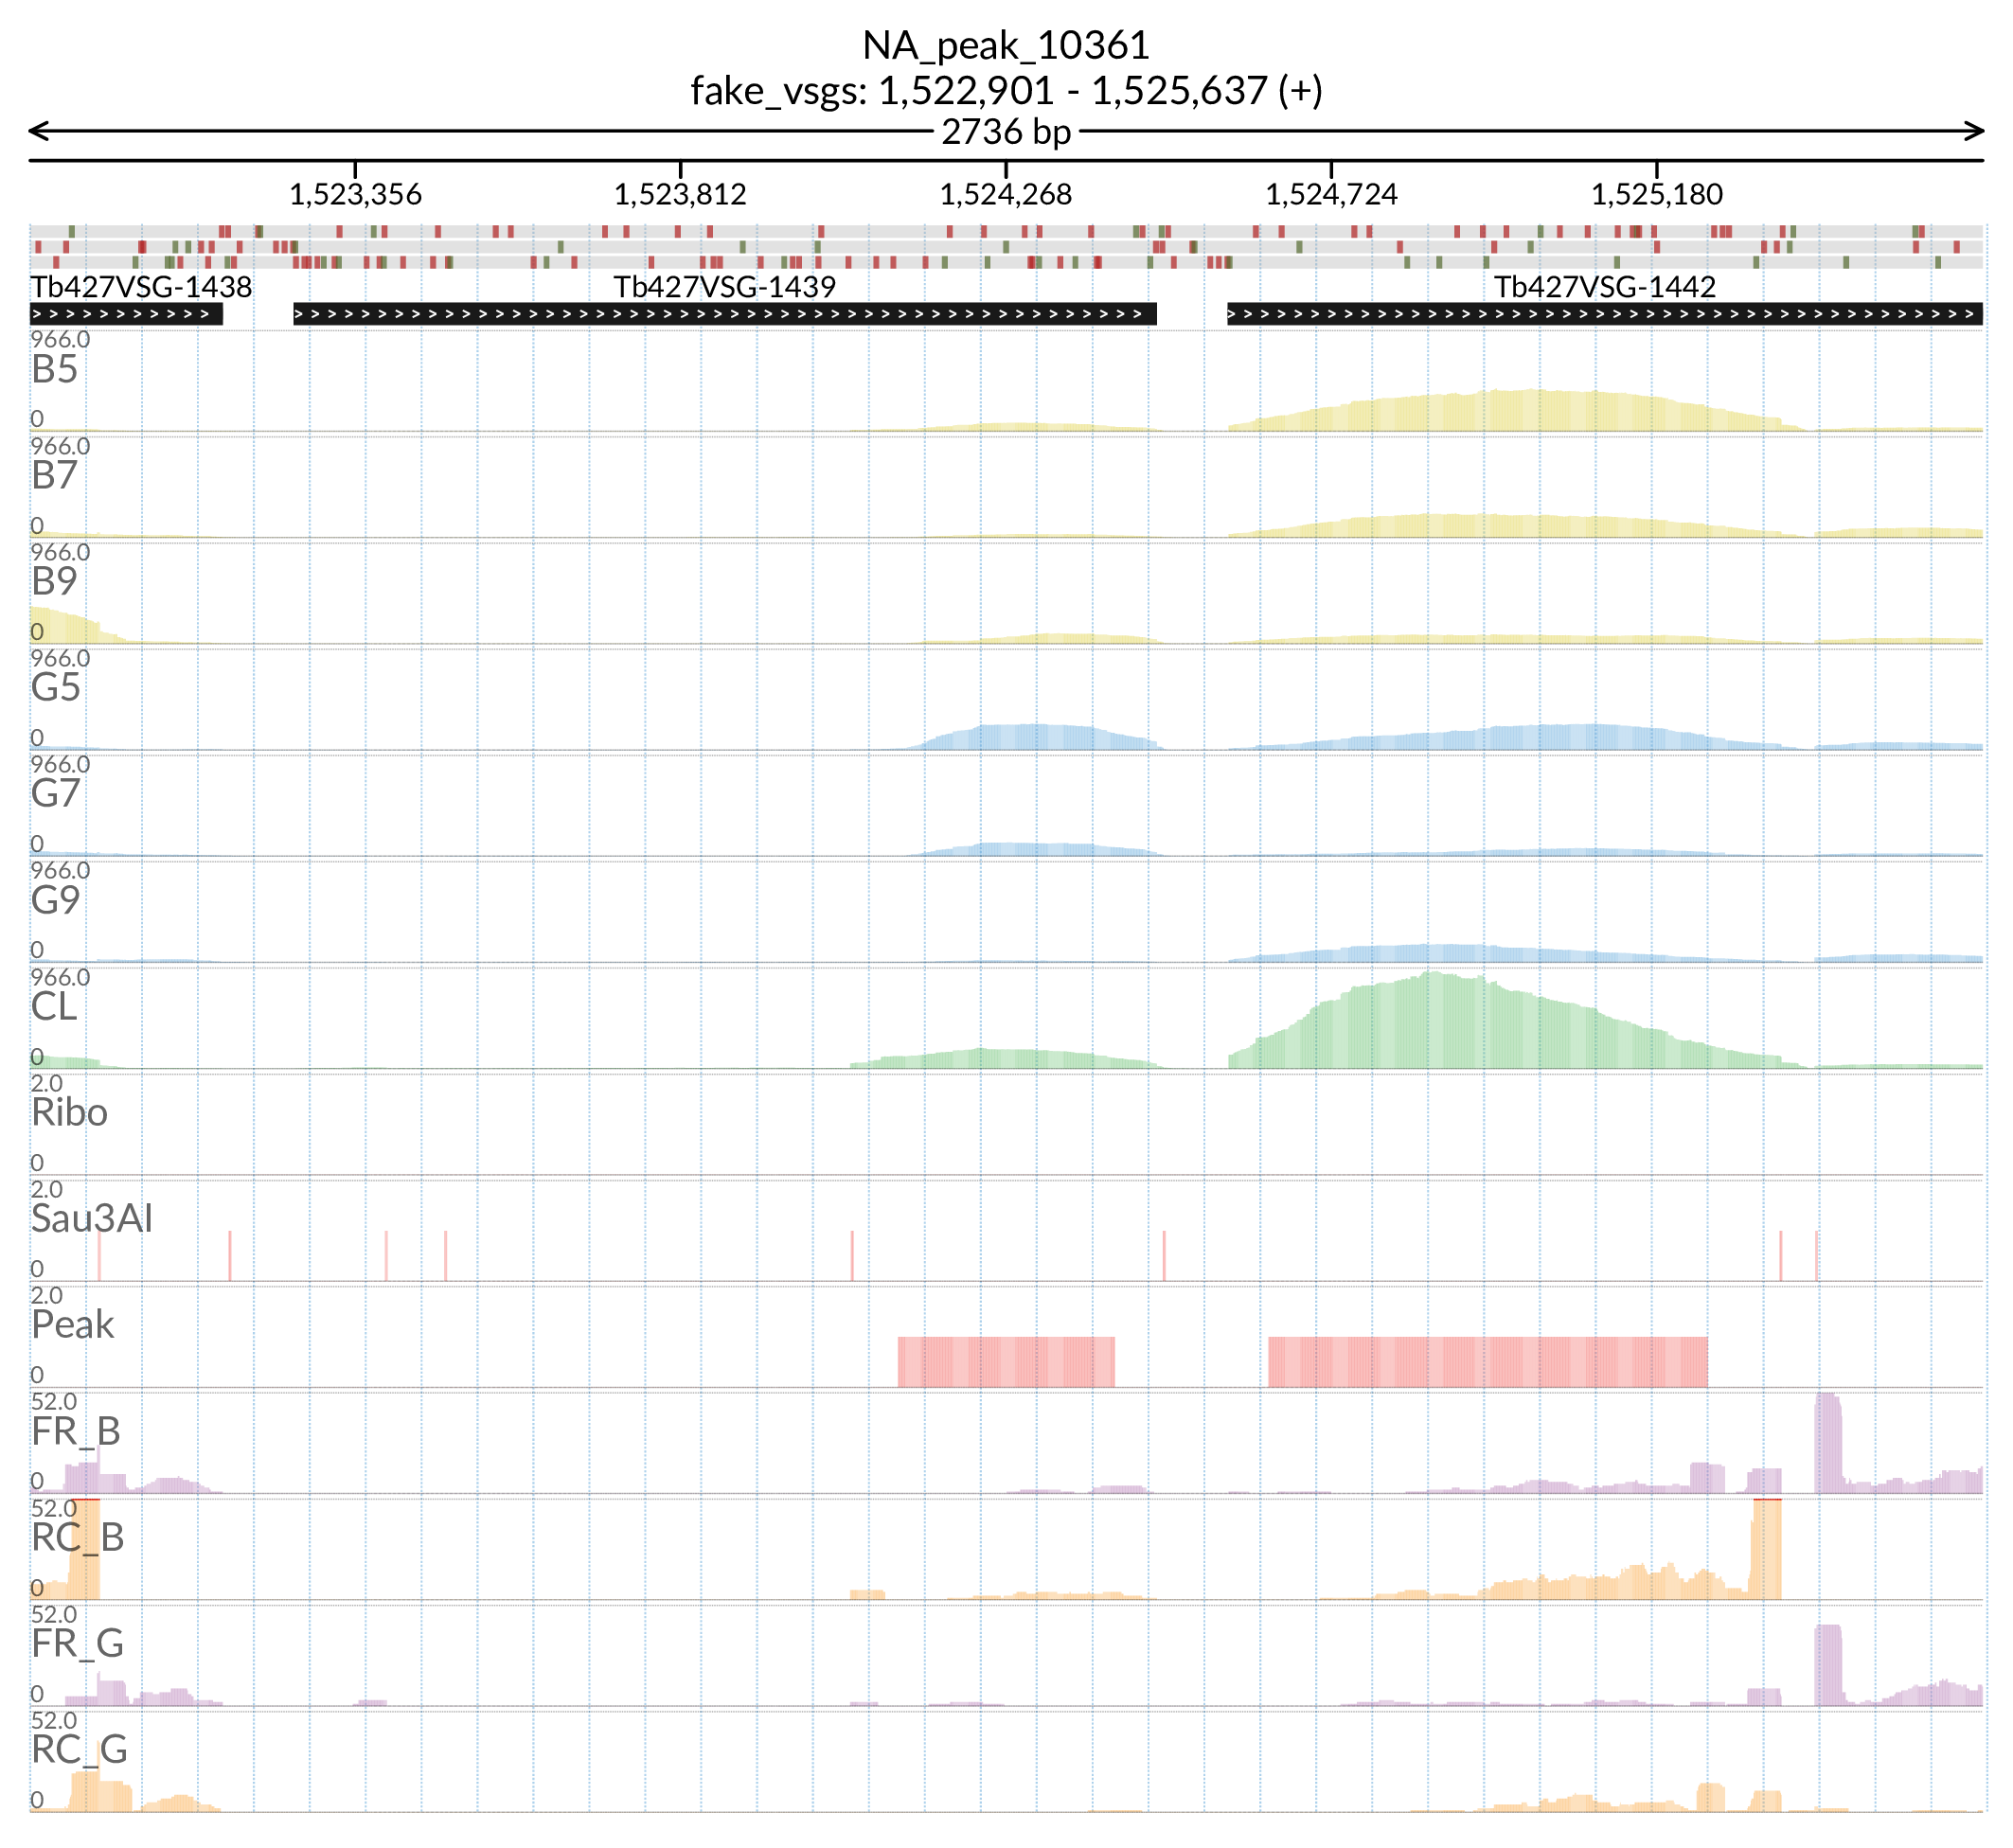 NA_peak_10361
fake_vsgs: 1,522,901 - 1,525,637 (+)
2736 bp
1,523,356 1,523,812 1,524,268 1,524,724 1,525,180
Tb427VSG-1438 Tb427VSG-1439 Tb427VSG-1442
966.0
B5
0
966.0
B7
0
966.0
B9
0
966.0
G5
0
966.0
G7
0
966.0
G9
0
966.0
CL
0
2.0
Ribo
0
2.0
Sau3AI
0
2.0
Peak
0
52.0
FR_B
0
52.0
RC_B
0
52.0
FR_G
0
52.0
RC_G
0